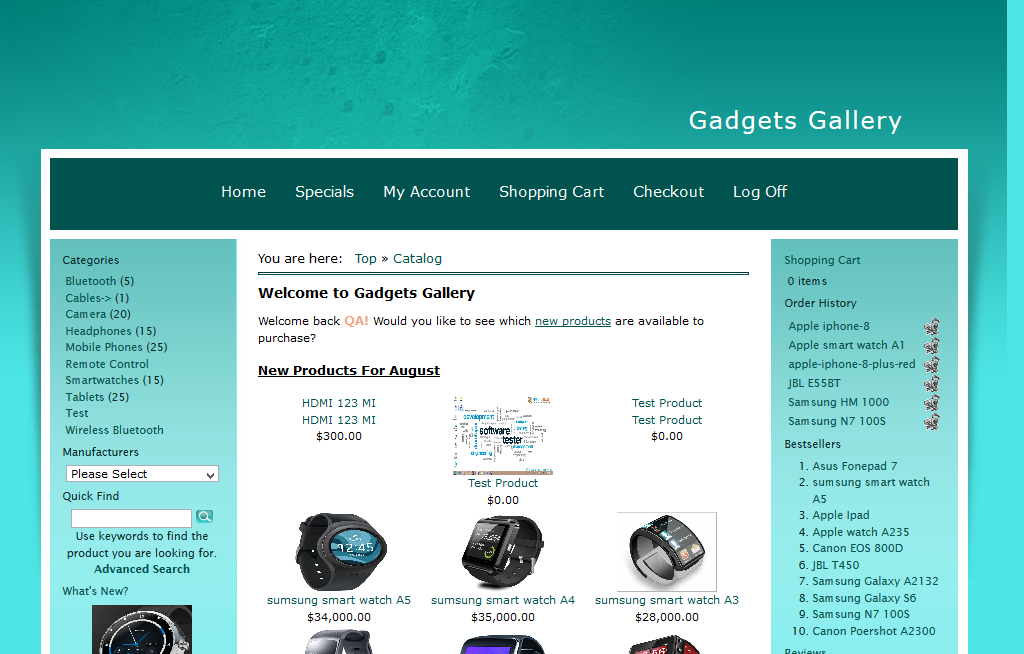 Gadgets Gallery
Home Specials My Account Shopping Cart Checkout Log Off
Categories
Bluetooth (5)
Cables-> (1)
Camera (20)
Headphones (15)
Mobile Phones (25)
Remote Control
Smartwatches (15)
Tablets (25)
Test
Wireless Bluetooth
Manufacturers
Please Select
Quick Find
Use keywords to find the
product you are looking for.
Advanced Search
What's New?
You are here: Top » Catalog
Welcome to Gadgets Gallery
Welcome back QA! Would you like to see which new products are available to
purchase?
New Products For August
HDMI 123 MI
HDMI 123 MI
$300.00
development
software
tester
Test Product
$0.00
Test Product
Test Product
$0.00
12:45
sumsung smart watch A5
$34,000.00
sumsung smart watch A4
$35,000.00
sumsung smart watch A3
$28,000.00
Shopping Cart
0 items
Order History
Apple iphone-8
Apple smart watch A1
apple-iphone-8-plus-red
JBL E55BT
Samsung HM 1000
Samsung N7 100S
Bestsellers
1. Asus Fonepad 7
2. sumsung smart watch
A5
3. Apple Ipad
4. Apple watch A235
5. Canon EOS 800D
6. JBL T450
7. Samsung Galaxy A2132
8. Samsung Galaxy S6
9. Samsung N7 100S
10. Canon Poershot A2300
Reviews